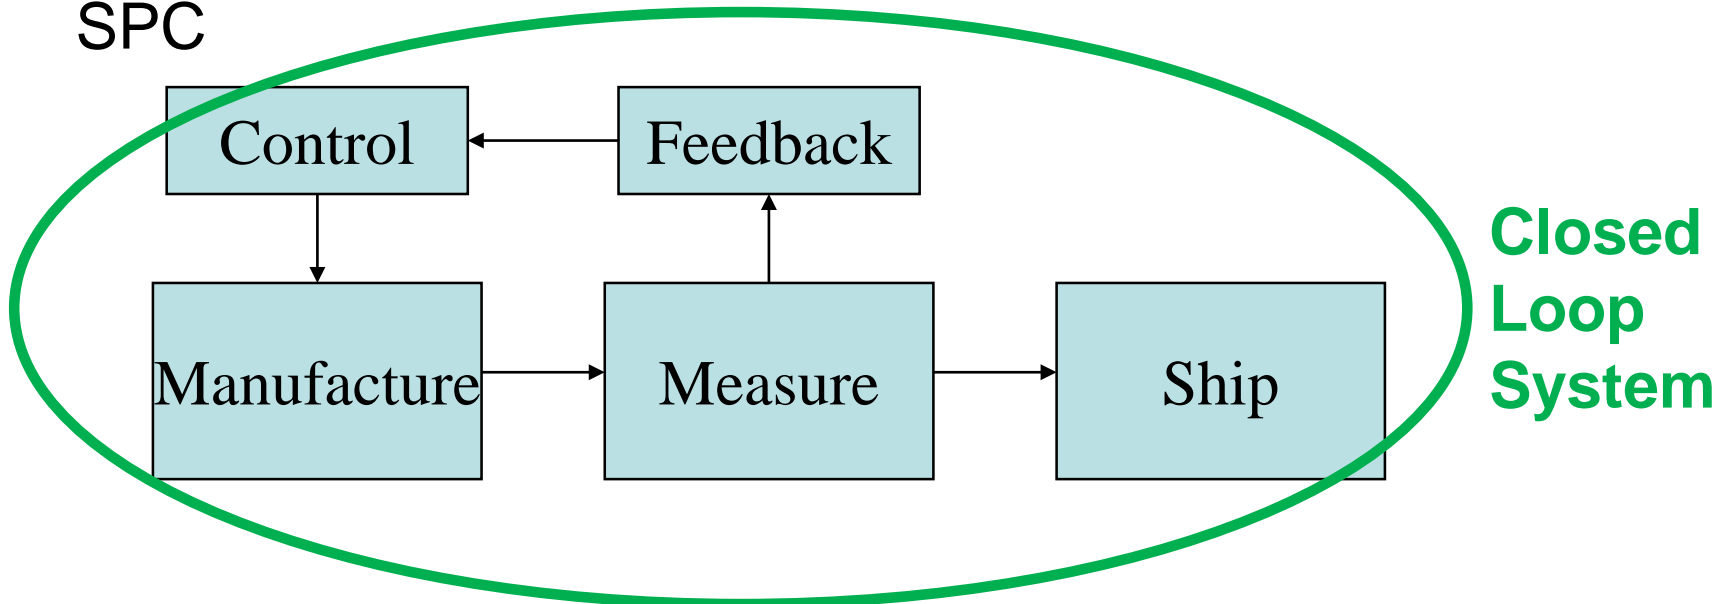 SPC
Control
Feedback
Manufacture
Measure
Ship
Closed
Loop
System